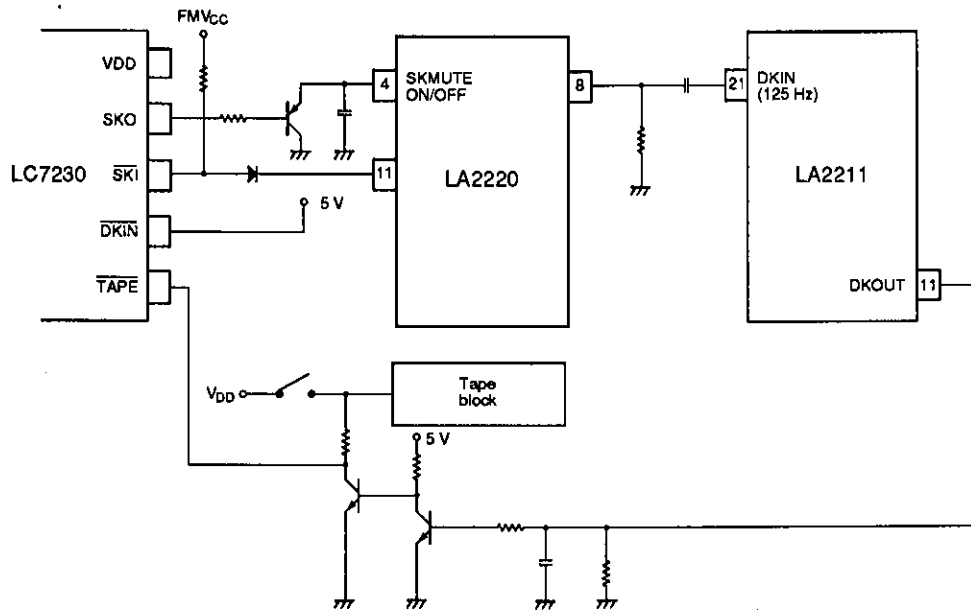 FMVCC
VDD
SKO
LC7230
SKI
DKIN
TAPE
5 V
4
SKMUTE
ON/OFF
8
11
LA2220
21
DKIN
(125 Hz)
LA2211
DKOUT
11
VDD
Tape
block
5 V